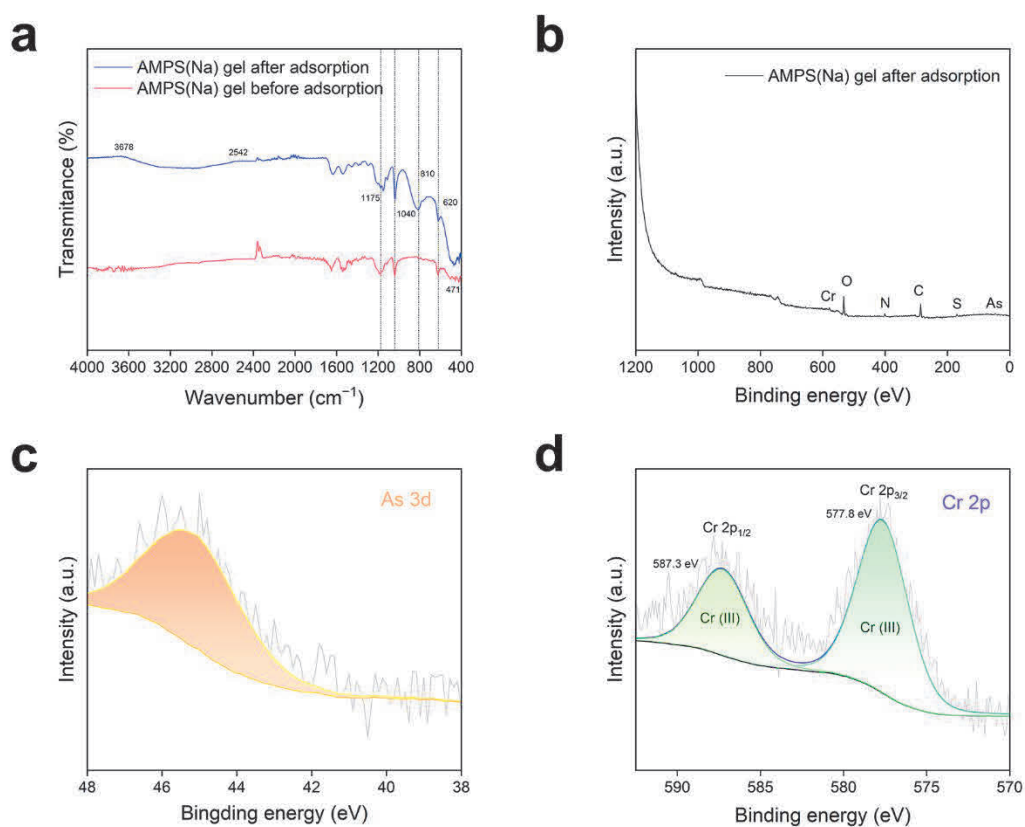 a
AMPS(Na) gel after adsorption
AMPS(Na) gel before adsorption
3678
2542
1175
1040
810
620
471
Transmitance (%)
4000 3600 3200 2800 2400 2000 1600 1200 800 400
Wavenumber (cm⁻¹)
b
AMPS(Na) gel after adsorption
Cr
O
N
C
S
As
Intensity (a.u.)
1200 1000 800 600 400 200 0
Binding energy (eV)
c
As 3d
Intensity (a.u.)
48 46 44 42 40 38
Bingding energy (eV)
d
Cr 2p
Cr 2p₃/₂
577.8 eV
Cr 2p₁/₂
587.3 eV
Cr (III)
Cr (III)
Intensity (a.u.)
590 585 580 575 570
Binding energy (eV)